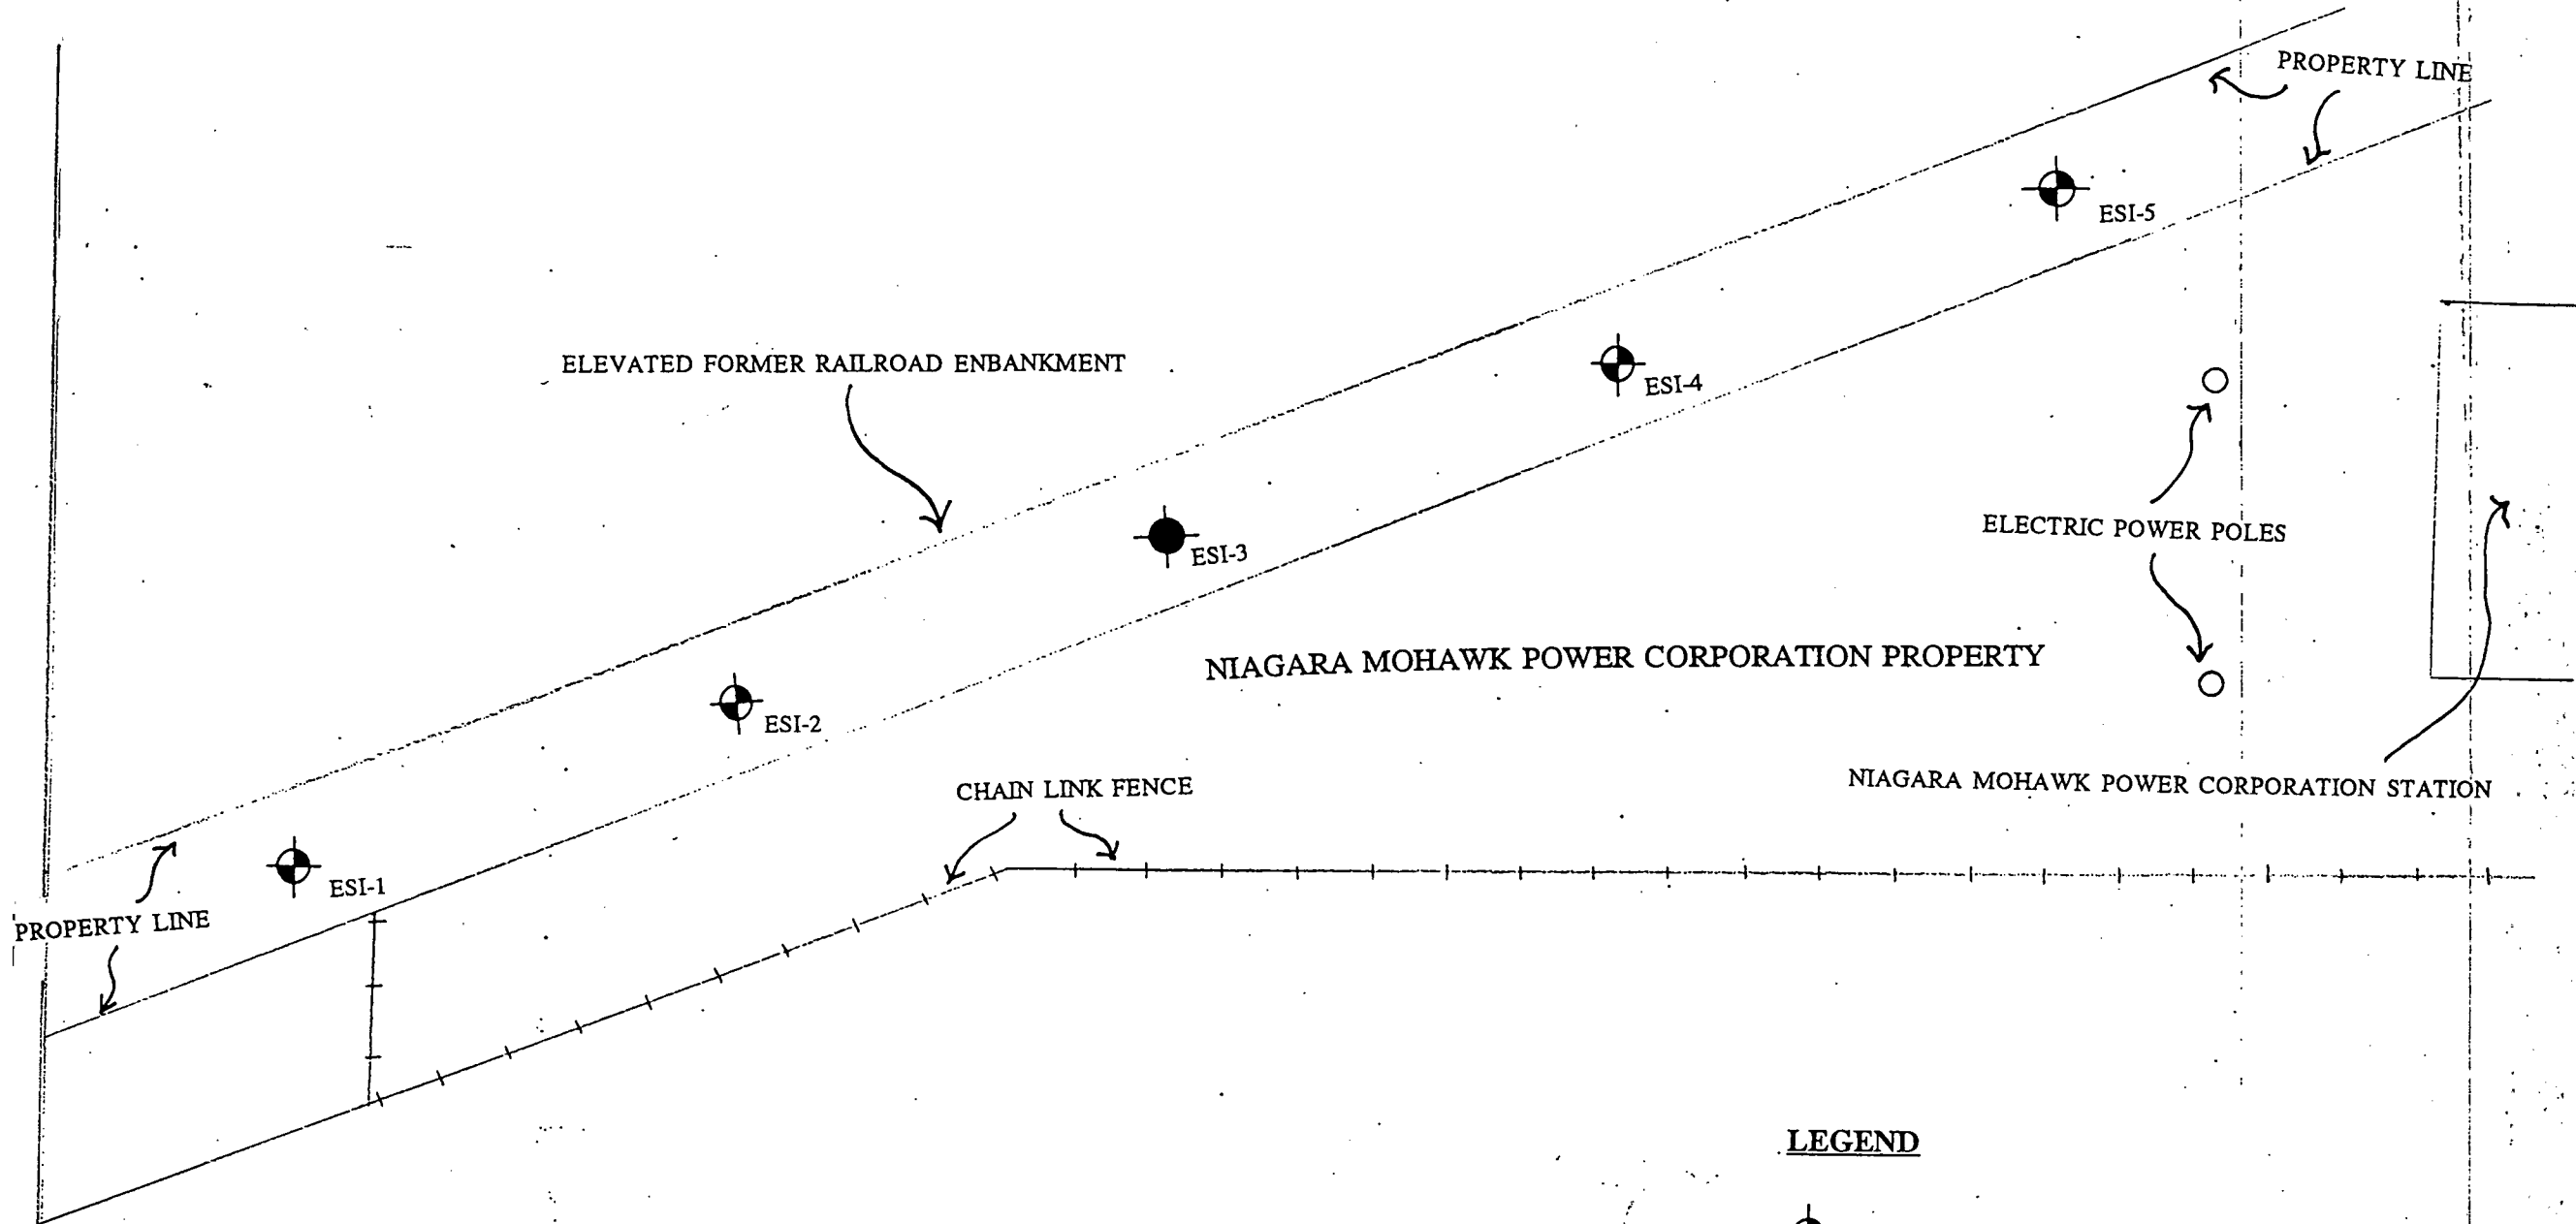 PROPERTY LINE
ESI-5
ELEVATED FORMER RAILROAD ENBANKMENT
ESI-4
ELECTRIC POWER POLES
ESI-3
NIAGARA MOHAWK POWER CORPORATION PROPERTY
ESI-2
CHAIN LINK FENCE
NIAGARA MOHAWK POWER CORPORATION STATION
ESI-1
PROPERTY LINE
LEGEND